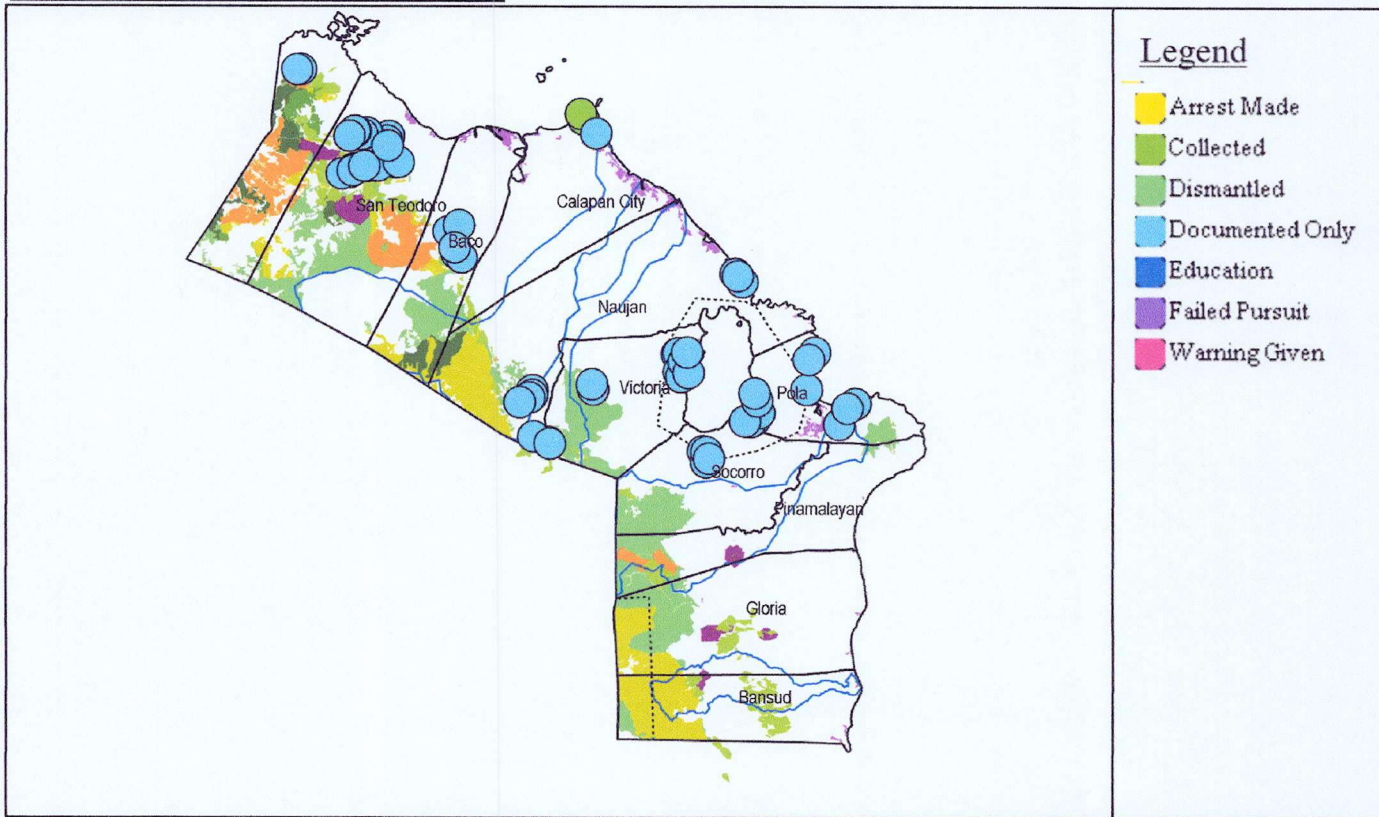 Legend
Arrest Made
Collected
Dismantled
Documented Only
Education
Failed Pursuit
Warning Given
San Teodoro
Calapan City
Baco
Naujan
Victoria
Pola
Socorro
Pinamalayan
Gloria
Bansud